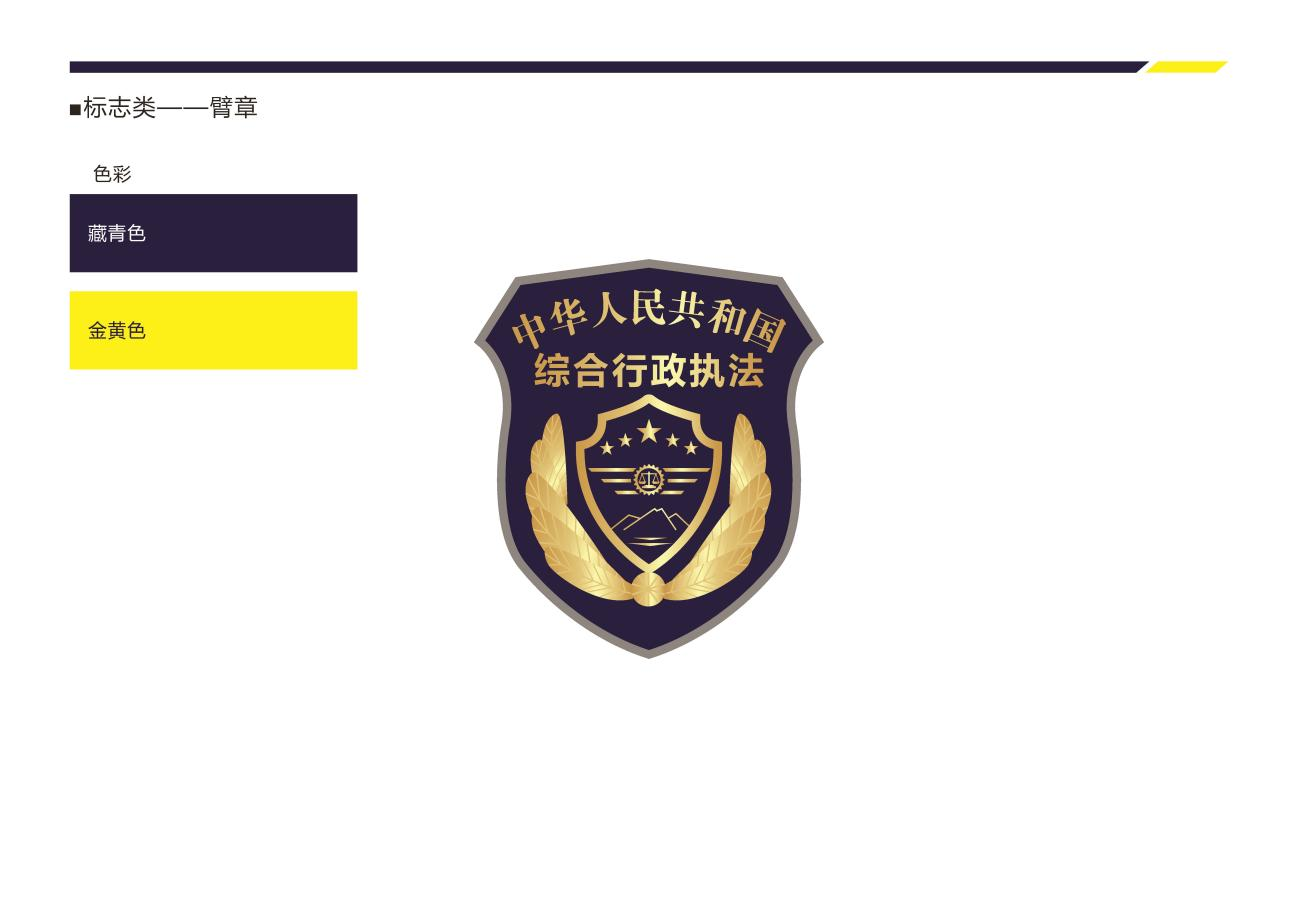 ■标志类——臂章
色彩
藏青色
金黄色
中华人民共和国
综合行政执法